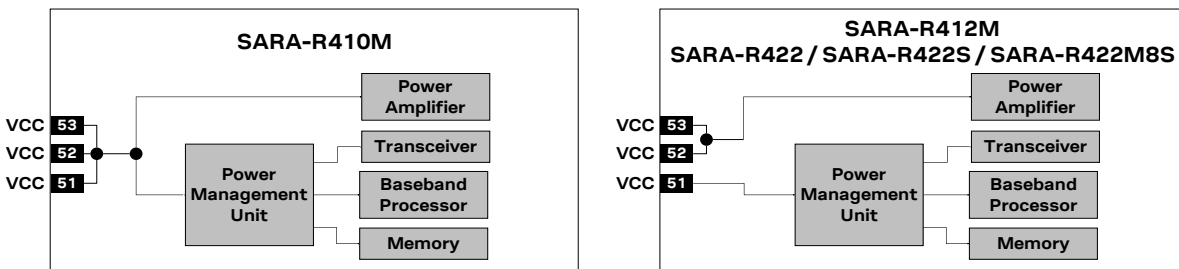 SARA-R410M
Power
Amplifier
VCC 53
VCC 52
VCC 51
Transceiver
Power
Management
Unit
Baseband
Processor
Memory
SARA-R412M
SARA-R422 / SARA-R422S / SARA-R422M8S
Power
Amplifier
VCC 53
VCC 52
VCC 51
Transceiver
Power
Management
Unit
Baseband
Processor
Memory